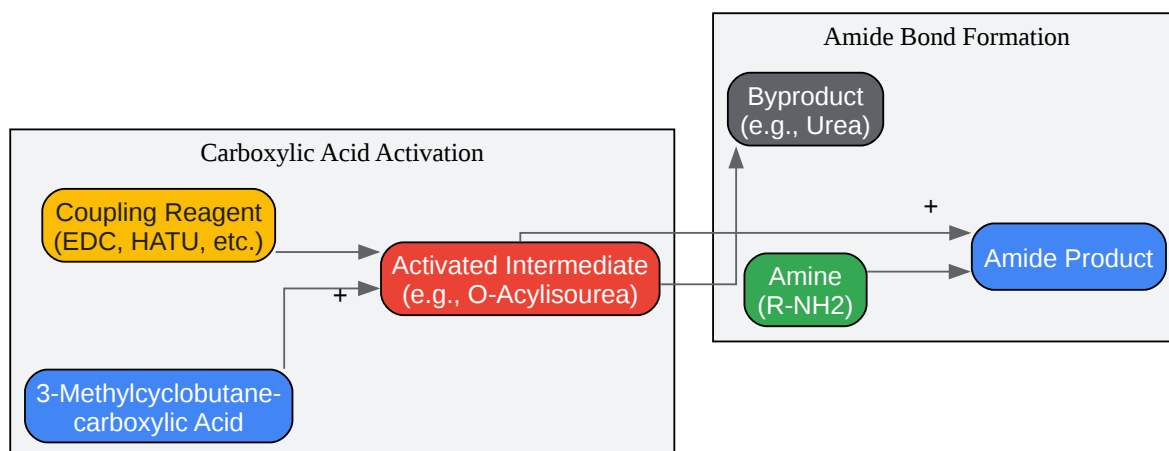 Carboxylic Acid Activation
Coupling Reagent
(EDC, HATU, etc.)
+
3-Methylcyclobutane-
carboxylic Acid
Activated Intermediate
(e.g., O-Acylisourea)
Amide Bond Formation
Byproduct
(e.g., Urea)
+
Amine
(R-NH2)
Amide Product